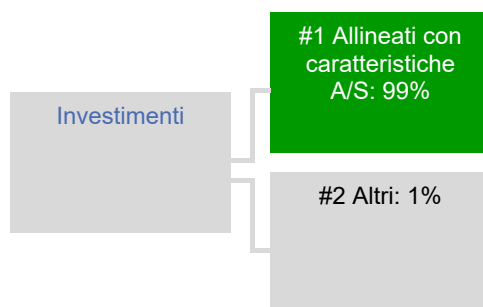 Investimenti
#1 Allineati con
caratteristiche
A/S: 99%
#2 Altri: 1%